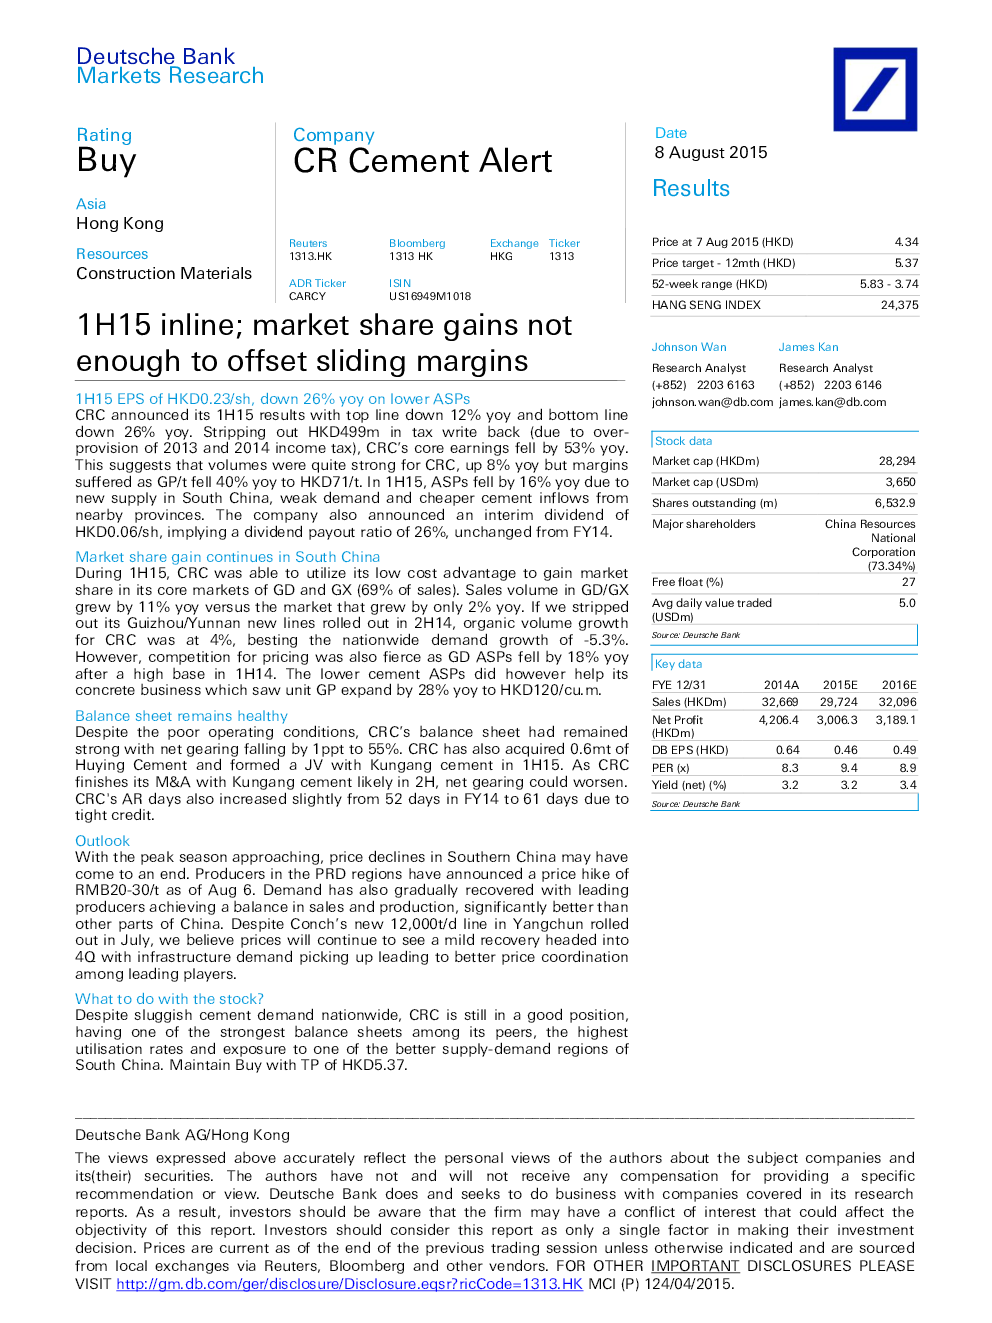 Deutsche Bank
Markets Research
Rating
Buy
Asia
Hong Kong
Resources
Construction Materials
Company
CR Cement Alert
Reuters Bloomberg Exchange Ticker
1313.HK 1313 HK HKG 1313
ADR Ticker ISIN
CARCY US16949M1018
Date
8 August 2015
Results
Price at 7 Aug 2015 (HKD) 4.34
Price target - 12mth (HKD) 5.37
52-week range (HKD) 5.83 - 3.74
HANG SENG INDEX 24,375
1H15 inline; market share gains not
enough to offset sliding margins
1H15 EPS of HKD0.23/sh, down 26% yoy on lower ASPs
CRC announced its 1H15 results with top line down 12% yoy and bottom line
down 26% yoy. Stripping out HKD499m in tax write back (due to over-
provision of 2013 and 2014 income tax), CRC's core earnings fell by 53% yoy.
This suggests that volumes were quite strong for CRC, up 8% yoy but margins
suffered as GP/t fell 40% yoy to HKD71/t. In 1H15, ASPs fell by 16% yoy due to
new supply in South China, weak demand and cheaper cement inflows from
nearby provinces. The company also announced an interim dividend of
HKD0.06/sh, implying a dividend payout ratio of 26%, unchanged from FY14.
Market share gain continues in South China
During 1H15, CRC was able to utilize its low cost advantage to gain market
share in its core markets of GD and GX (69% of sales). Sales volume in GD/GX
grew by 11% yoy versus the market that grew by only 2% yoy. If we stripped
out its Guizhou/Yunnan new lines rolled out in 2H14, organic volume growth
for CRC was at 4%, besting the nationwide demand growth of -5.3%.
However, competition for pricing was also fierce as GD ASPs fell by 18% yoy
after a high base in 1H14. The lower cement ASPs did however help its
concrete business which saw unit GP expand by 28% yoy to HKD120/cu.m.
Balance sheet remains healthy
Despite the poor operating conditions, CRC's balance sheet had remained
strong with net gearing falling by 1ppt to 55%. CRC has also acquired 0.6mt of
Huying Cement and formed a JV with Kungang cement in 1H15. As CRC
finishes its M&A with Kungang cement likely in 2H, net gearing could worsen.
CRC's AR days also increased slightly from 52 days in FY14 to 61 days due to
tight credit.
Outlook
With the peak season approaching, price declines in Southern China may have
come to an end. Producers in the PRD regions have announced a price hike of
RMB20-30/t as of Aug 6. Demand has also gradually recovered with leading
producers achieving a balance in sales and production, significantly better than
other parts of China. Despite Conch's new 12,000t/d line in Yangchun rolled
out in July, we believe prices will continue to see a mild recovery headed into
4Q with infrastructure demand picking up leading to better price coordination
among leading players.
What to do with the stock?
Despite sluggish cement demand nationwide, CRC is still in a good position,
having one of the strongest balance sheets among its peers, the highest
utilisation rates and exposure to one of the better supply-demand regions of
South China. Maintain Buy with TP of HKD5.37.
Johnson Wan James Kan
Research Analyst Research Analyst
(+852) 2203 6163 (+852) 2203 6146
johnson.wan@db.com james.kan@db.com
Stock data
Market cap (HKDm) 28,294
Market cap (USDm) 3,650
Shares outstanding (m) 6,532.9
Major shareholders China Resources
National
Corporation
(73.34%)
Free float (%) 27
Avg daily value traded 5.0
(USDm)
Source: Deutsche Bank
Key data
FYE 12/31 2014A 2015E 2016E
Sales (HKDm) 32,669 29,724 32,096
Net Profit 4,206.4 3,006.3 3,189.1
(HKDm)
DB EPS (HKD) 0.64 0.46 0.49
PER (x) 8.3 9.4 8.9
Yield (net) (%) 3.2 3.2 3.4
Source: Deutsche Bank
Deutsche Bank AG/Hong Kong
The views expressed above accurately reflect the personal views of the authors about the subject companies and
its(their) securities. The authors have not and will not receive any compensation for providing a specific
recommendation or view. Deutsche Bank does and seeks to do business with companies covered in its research
reports. As a result, investors should be aware that the firm may have a conflict of interest that could affect the
objectivity of this report. Investors should consider this report as only a single factor in making their investment
decision. Prices are current as of the end of the previous trading session unless otherwise indicated and are sourced
from local exchanges via Reuters, Bloomberg and other vendors. FOR OTHER IMPORTANT DISCLOSURES PLEASE
VISIT http://gm.db.com/ger/disclosure/Disclosure.eqsr?ricCode=1313.HK MCI (P) 124/04/2015.